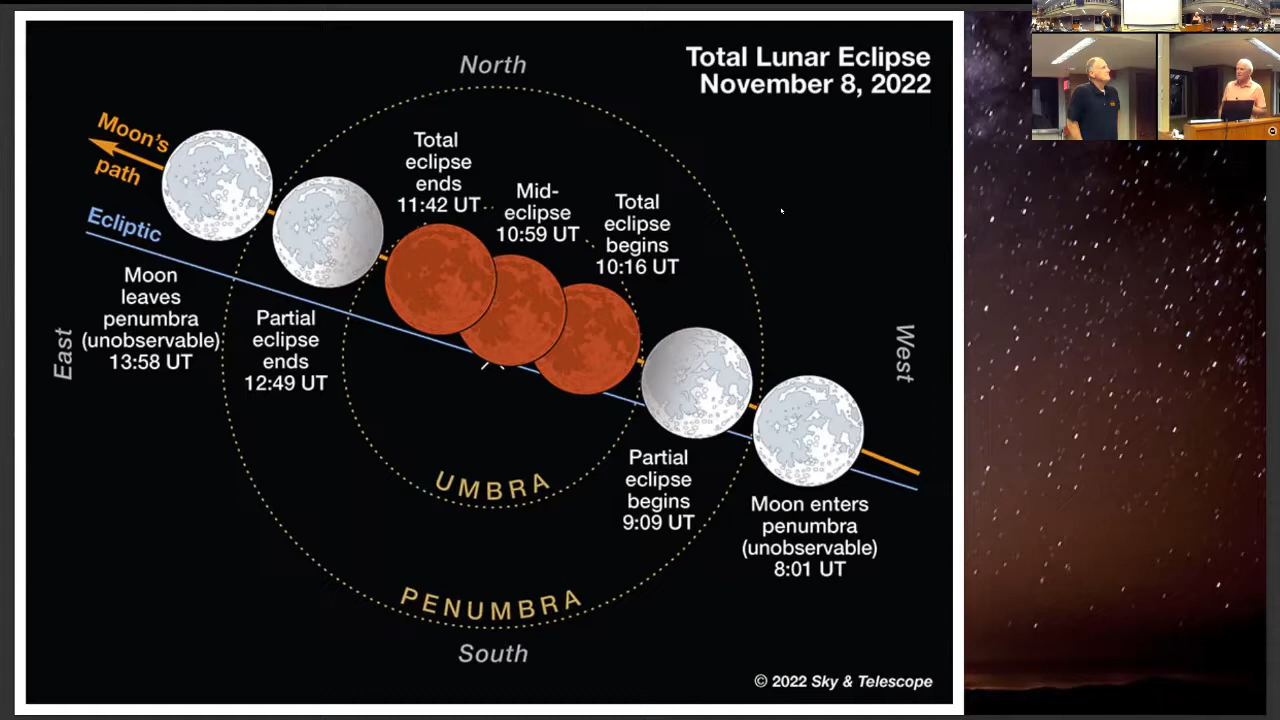 Total Lunar Eclipse
November 8, 2022
North
Moon's
path
Ecliptic
Total
eclipse
ends
11:42 UT
Mid-
eclipse
10:59 UT
Total
eclipse
begins
10:16 UT
East
West
Moon
leaves
penumbra
(unobservable)
13:58 UT
Partial
eclipse
ends
12:49 UT
Partial
eclipse
begins
9:09 UT
Moon enters
penumbra
(unobservable)
8:01 UT
UMBRA
PENUMBRA
South
© 2022 Sky & Telescope